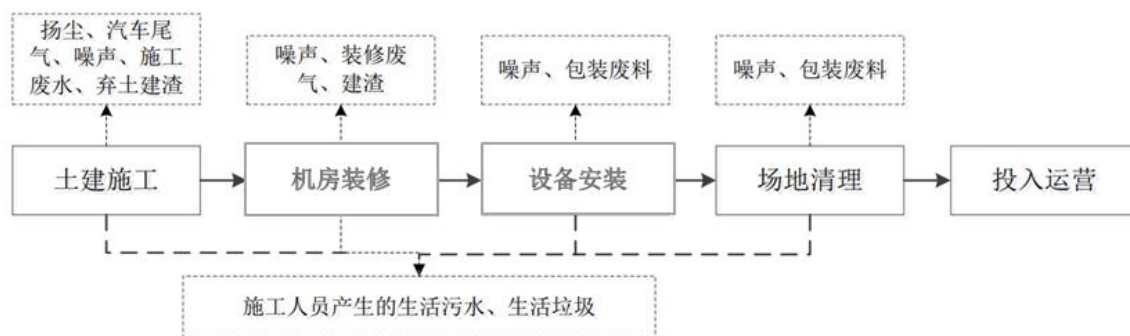 扬尘、汽车尾
气、噪声、施工
废水、弃土建渣
噪声、装修废
气、建渣
噪声、包装废料
噪声、包装废料
土建施工
机房装修
设备安装
场地清理
投入运营
施工人员产生的生活污水、生活垃圾